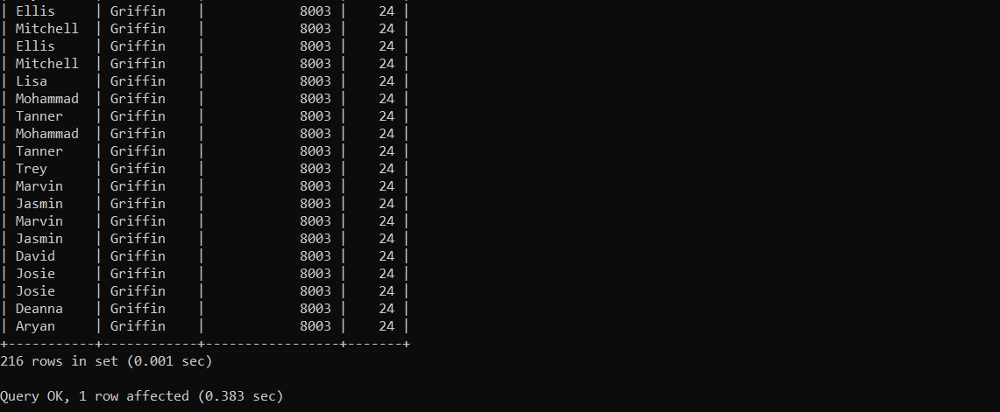 | Ellis     | Griffin    |            8003 |    24 |
| Mitchell  | Griffin    |            8003 |    24 |
| Ellis     | Griffin    |            8003 |    24 |
| Mitchell  | Griffin    |            8003 |    24 |
| Lisa      | Griffin    |            8003 |    24 |
| Mohammad  | Griffin    |            8003 |    24 |
| Tanner    | Griffin    |            8003 |    24 |
| Mohammad  | Griffin    |            8003 |    24 |
| Tanner    | Griffin    |            8003 |    24 |
| Trey      | Griffin    |            8003 |    24 |
| Marvin    | Griffin    |            8003 |    24 |
| Jasmin    | Griffin    |            8003 |    24 |
| Marvin    | Griffin    |            8003 |    24 |
| Jasmin    | Griffin    |            8003 |    24 |
| David     | Griffin    |            8003 |    24 |
| Josie     | Griffin    |            8003 |    24 |
| Josie     | Griffin    |            8003 |    24 |
| Deanna    | Griffin    |            8003 |    24 |
| Aryan     | Griffin    |            8003 |    24 |
+-----------+------------+-----------------+-------+
216 rows in set (0.001 sec)

Query OK, 1 row affected (0.383 sec)